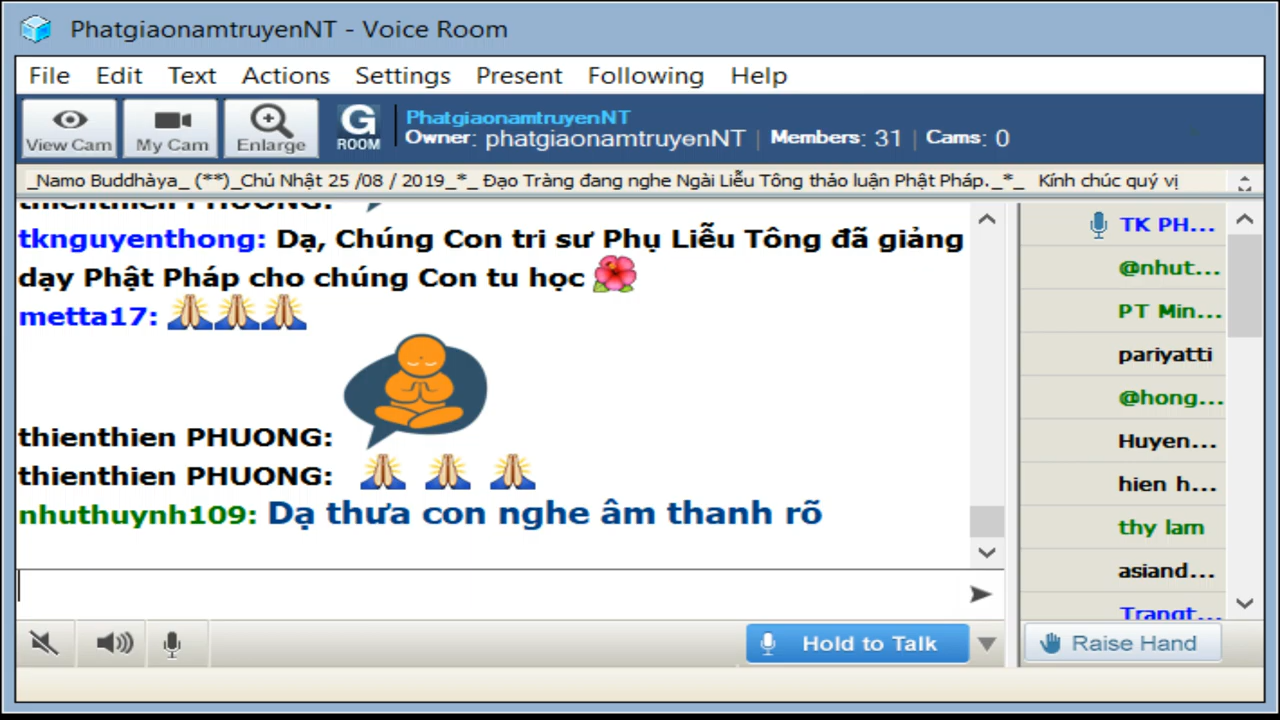 PhatgiaonamtruyenNT - Voice Room
File Edit Text Actions Settings Present Following Help
View Cam My Cam Enlarge G ROOM
PhatgiaonamtruyenNT
Owner: phatgiaonamtruyenNT | Members: 31 | Cams: 0
_Namo Buddhàya_ (**)_Chủ Nhật 25 /08 / 2019_*_ Đạo Tràng đang nghe Ngài Liễu Tông thảo luận Phật Pháp._*_ Kính chúc quý vị
thienthien PHUONG:
tknguyenthong: Dạ, Chúng Con tri sư Phụ Liễu Tông đã giảng
dạy Phật Pháp cho chúng Con tu học
metta17:
thienthien PHUONG:
thienthien PHUONG:
nhuthuynh109: Dạ thưa con nghe âm thanh rõ
TK PH...
@nhut...
PT Min...
pariyatti
@hong...
Huyen...
hien h...
thy lam
asiand...
Trangt...
Hold to Talk
Raise Hand